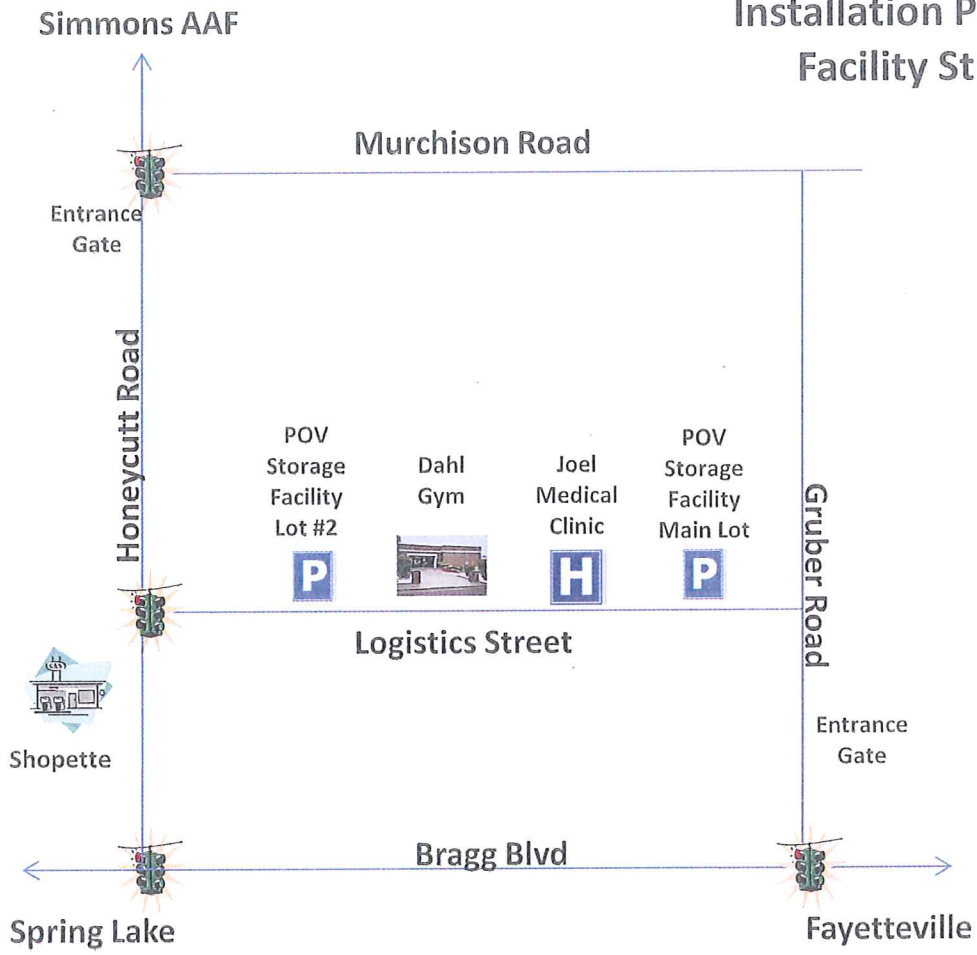 Simmons AAF
Installation P
Facility St
Murchison Road
Entrance
Gate
Honeycutt Road
POV
Storage
Facility
Lot #2
P
Dahl
Gym
Joel
Medical
Clinic
H
POV
Storage
Facility
Main Lot
P
Gruber Road
Logistics Street
GAS
Shopette
Entrance
Gate
Bragg Blvd
Spring Lake
Fayetteville